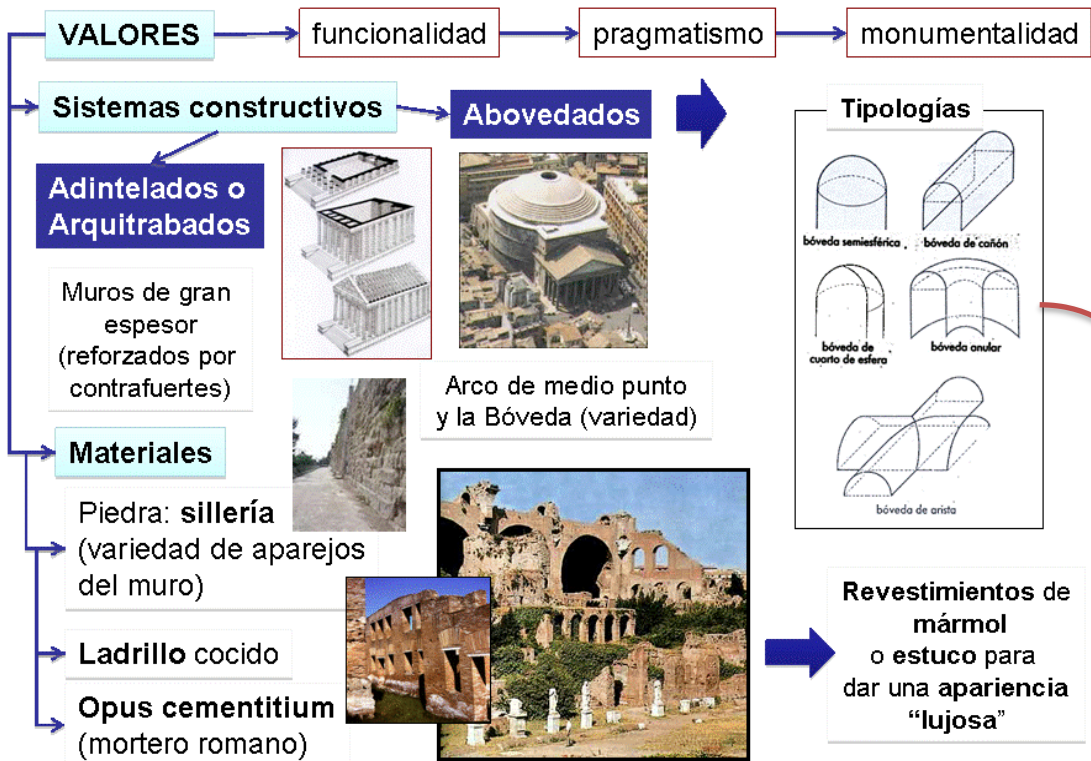 VALORES
funcionalidad
pragmatismo
monumentalidad
Sistemas constructivos
Abovedados
Adintelados o
Arquitrabados
Muros de gran
espesor
(reforzados por
contrafuertes)
Arco de medio punto
y la Bóveda (variedad)
Tipologías
bóveda semiesférica
bóveda de cañón
bóveda de
cuarto de esfera
bóveda anular
bóveda de arista
Materiales
Piedra: sillería
(variedad de aparejos
del muro)
Ladrillo cocido
Opus cementitium
(mortero romano)
Revestimientos de
mármol
o estuco para
dar una apariencia
“lujosa”